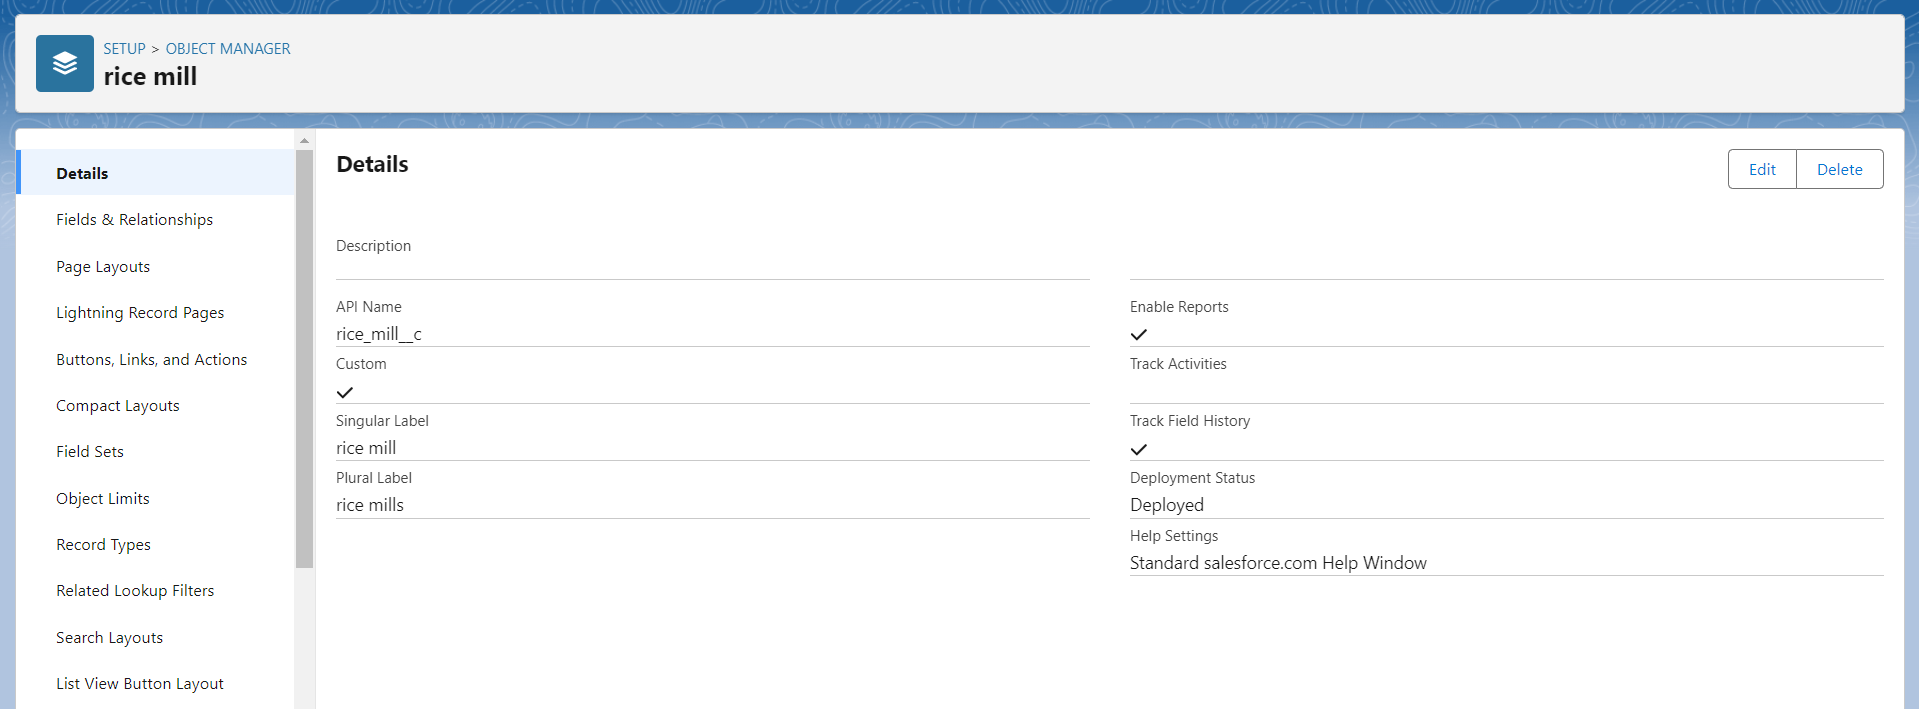 SETUP > OBJECT MANAGER
rice mill
Details
Fields & Relationships
Page Layouts
Lightning Record Pages
Buttons, Links, and Actions
Compact Layouts
Field Sets
Object Limits
Record Types
Related Lookup Filters
Search Layouts
List View Button Layout
Details
Edit
Delete
Description
API Name
rice_mill__c
Custom
Singular Label
rice mill
Plural Label
rice mills
Enable Reports
Track Activities
Track Field History
Deployment Status
Deployed
Help Settings
Standard salesforce.com Help Window